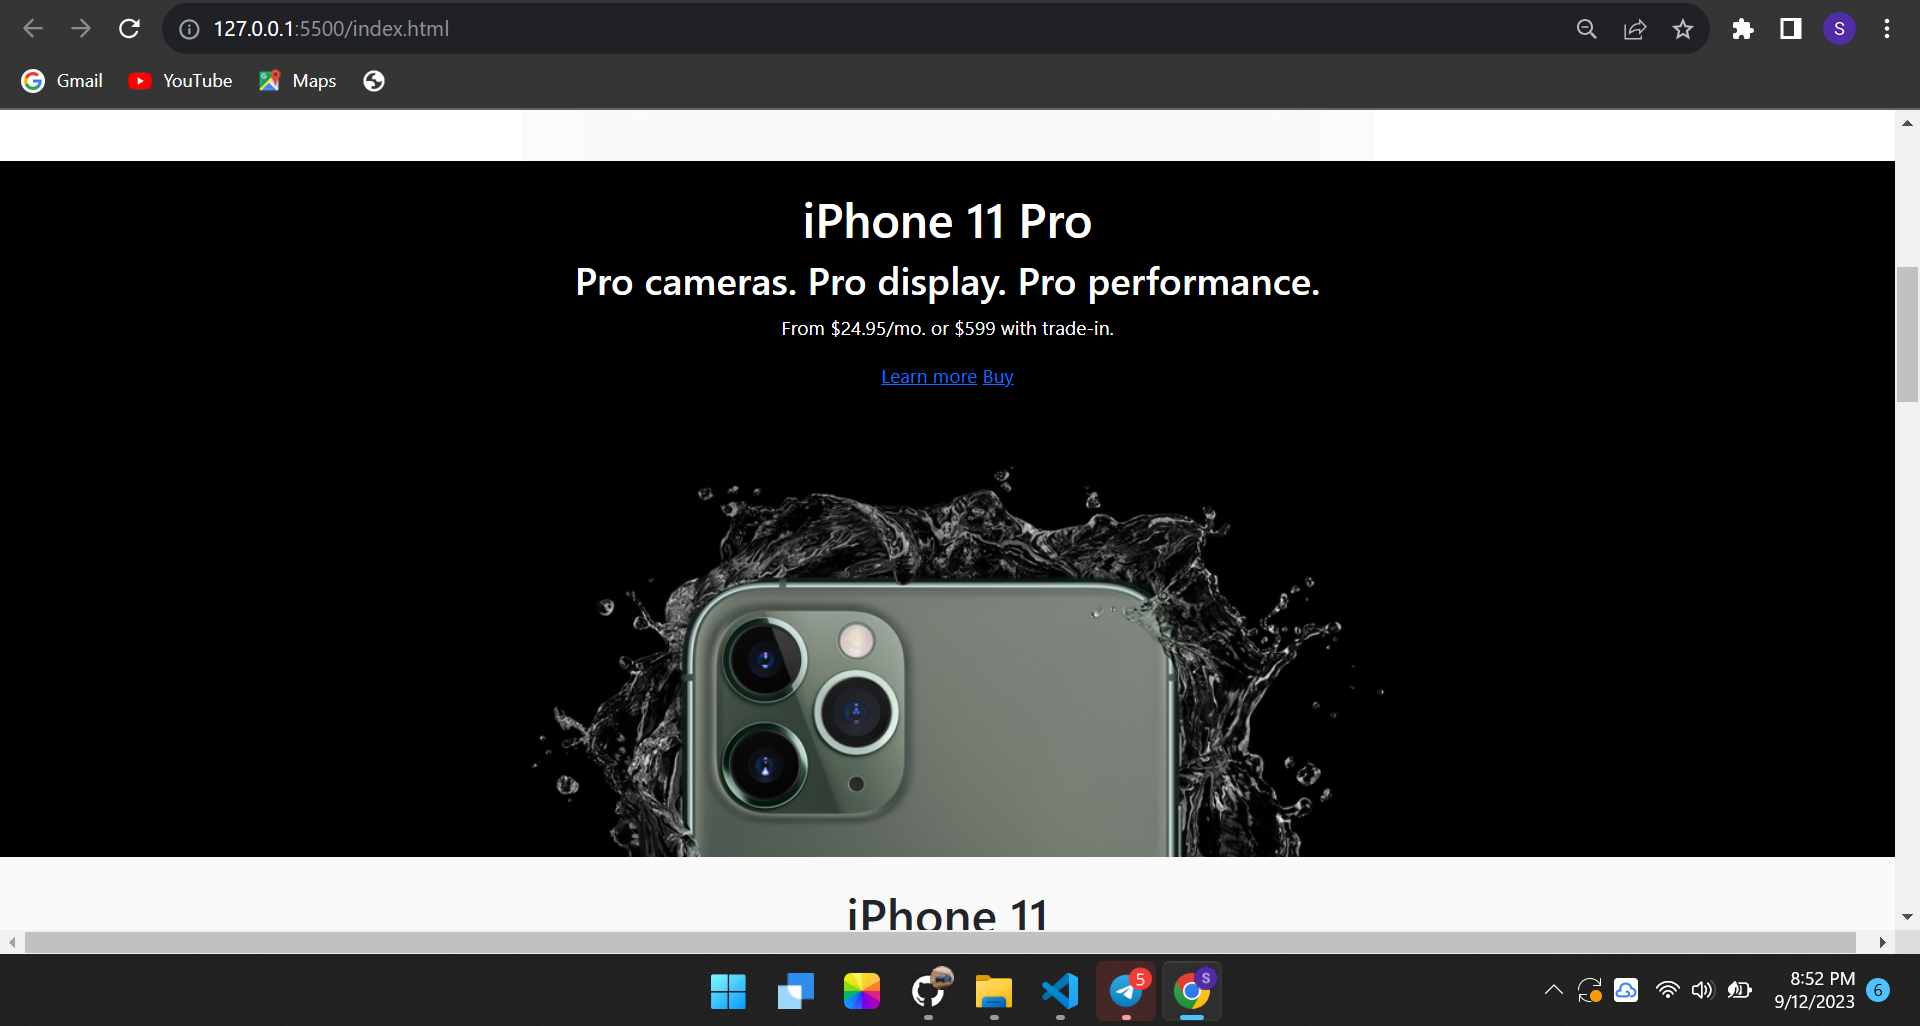 127.0.0.1:5500/index.html
S
Gmail YouTube Maps
iPhone 11 Pro
Pro cameras. Pro display. Pro performance.
From $24.95/mo. or $599 with trade-in.
Learn more Buy
iPhone 11
5
S
8:52 PM
9/12/2023
6